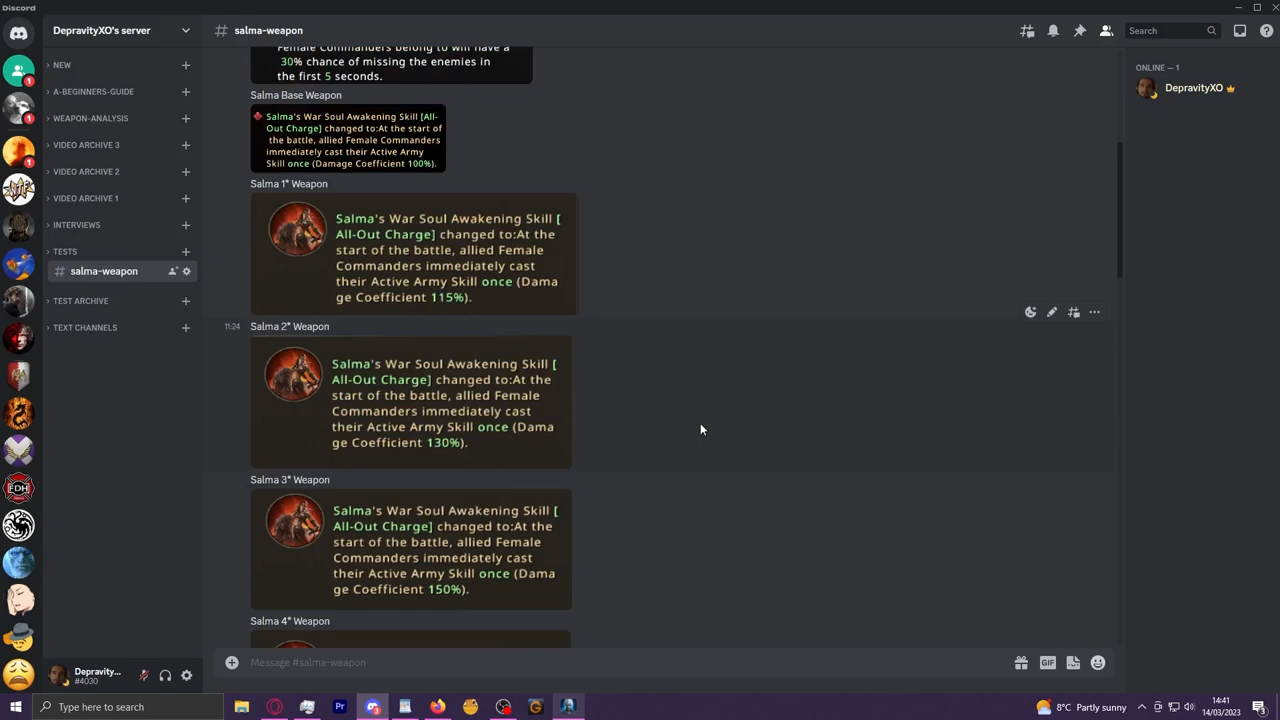 Discord
DepravityXO's server
salma-weapon
Search
NEW
A-BEGINNERS-GUIDE
WEAPON-ANALYSIS
VIDEO ARCHIVE 3
VIDEO ARCHIVE 2
VIDEO ARCHIVE 1
INTERVIEWS
TESTS
salma-weapon
TEST ARCHIVE
TEXT CHANNELS
1
1
1
Female Commanders belong to will have a
30% chance of missing the enemies in
the first 5 seconds.
Salma Base Weapon
Salma's War Soul Awakening Skill [All-
Out Charge] changed to:At the start of
the battle, allied Female Commanders
immediately cast their Active Army
Skill once (Damage Coefficient 100%).
Salma 1* Weapon
Salma's War Soul Awakening Skill [
All-Out Charge] changed to:At the
start of the battle, allied Female
Commanders immediately cast
their Active Army Skill once (Dama
ge Coefficient 115%).
11:24
Salma 2* Weapon
Salma's War Soul Awakening Skill [
All-Out Charge] changed to:At the
start of the battle, allied Female
Commanders immediately cast
their Active Army Skill once (Dama
ge Coefficient 130%).
Salma 3* Weapon
Salma's War Soul Awakening Skill [
All-Out Charge] changed to:At the
start of the battle, allied Female
Commanders immediately cast
their Active Army Skill once (Dama
ge Coefficient 150%).
Salma 4* Weapon
Message #salma-weapon
GIF
ONLINE — 1
DepravityXO
FDH
Depravity...
#4030
Type here to search
Pr
8°C Partly sunny
14:41
14/03/2023